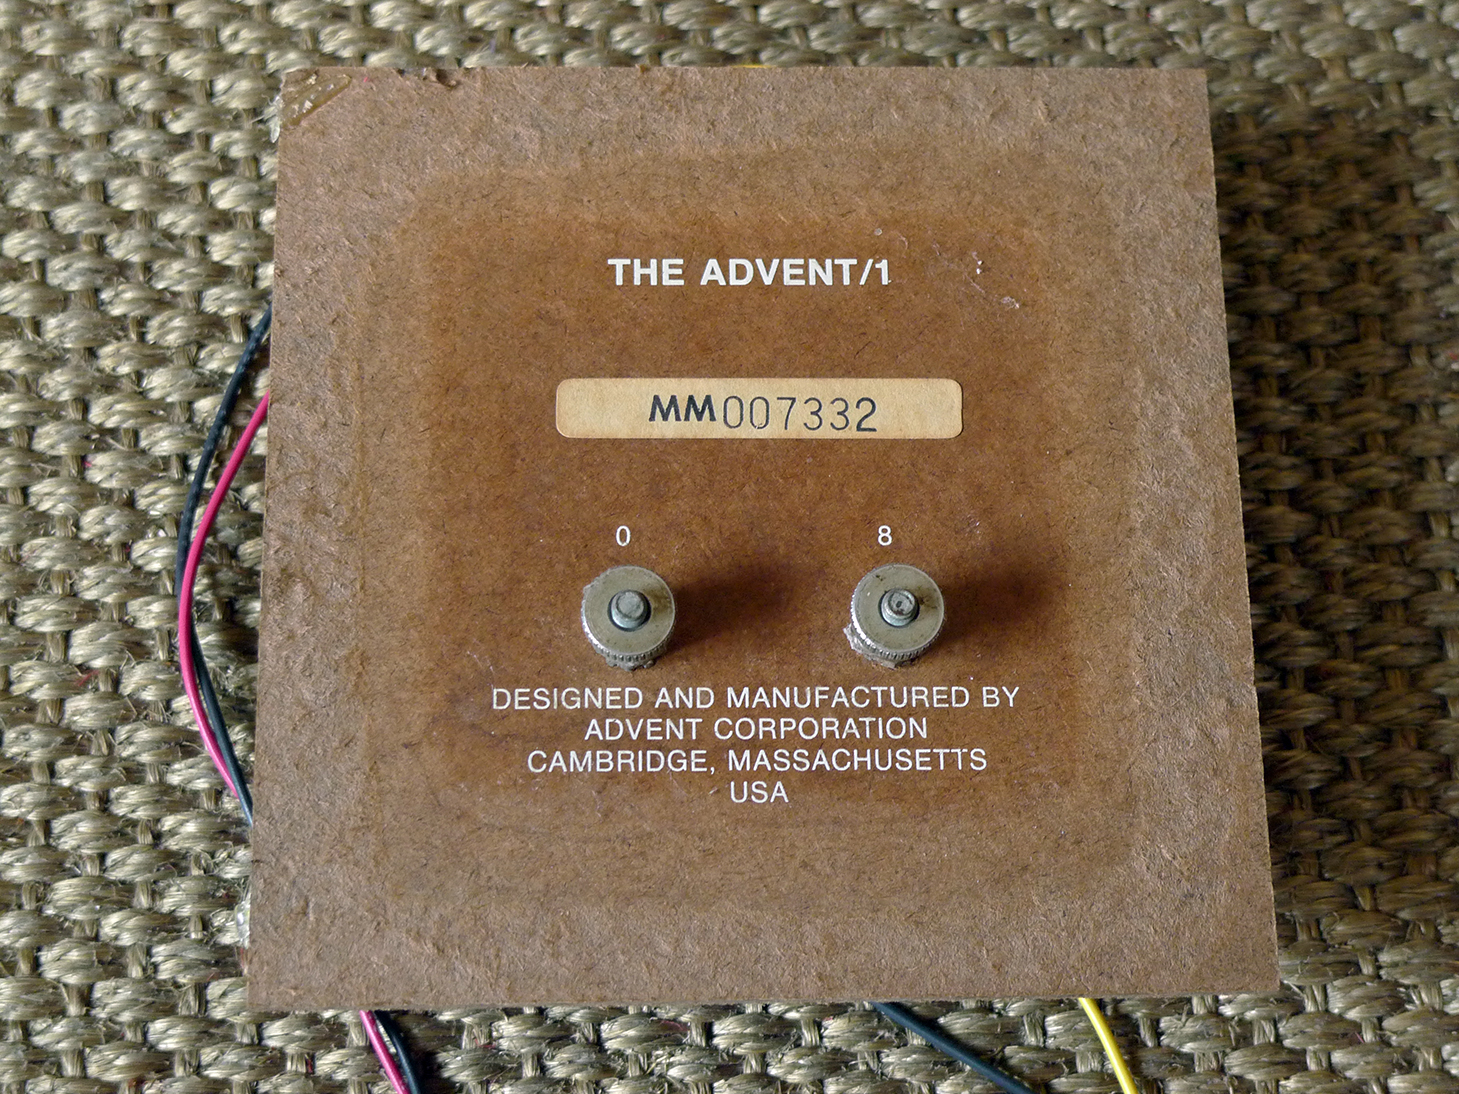 THE ADVENT/1
MM007332
0 8
DESIGNED AND MANUFACTURED BY
ADVENT CORPORATION
CAMBRIDGE, MASSACHUSETTS
USA